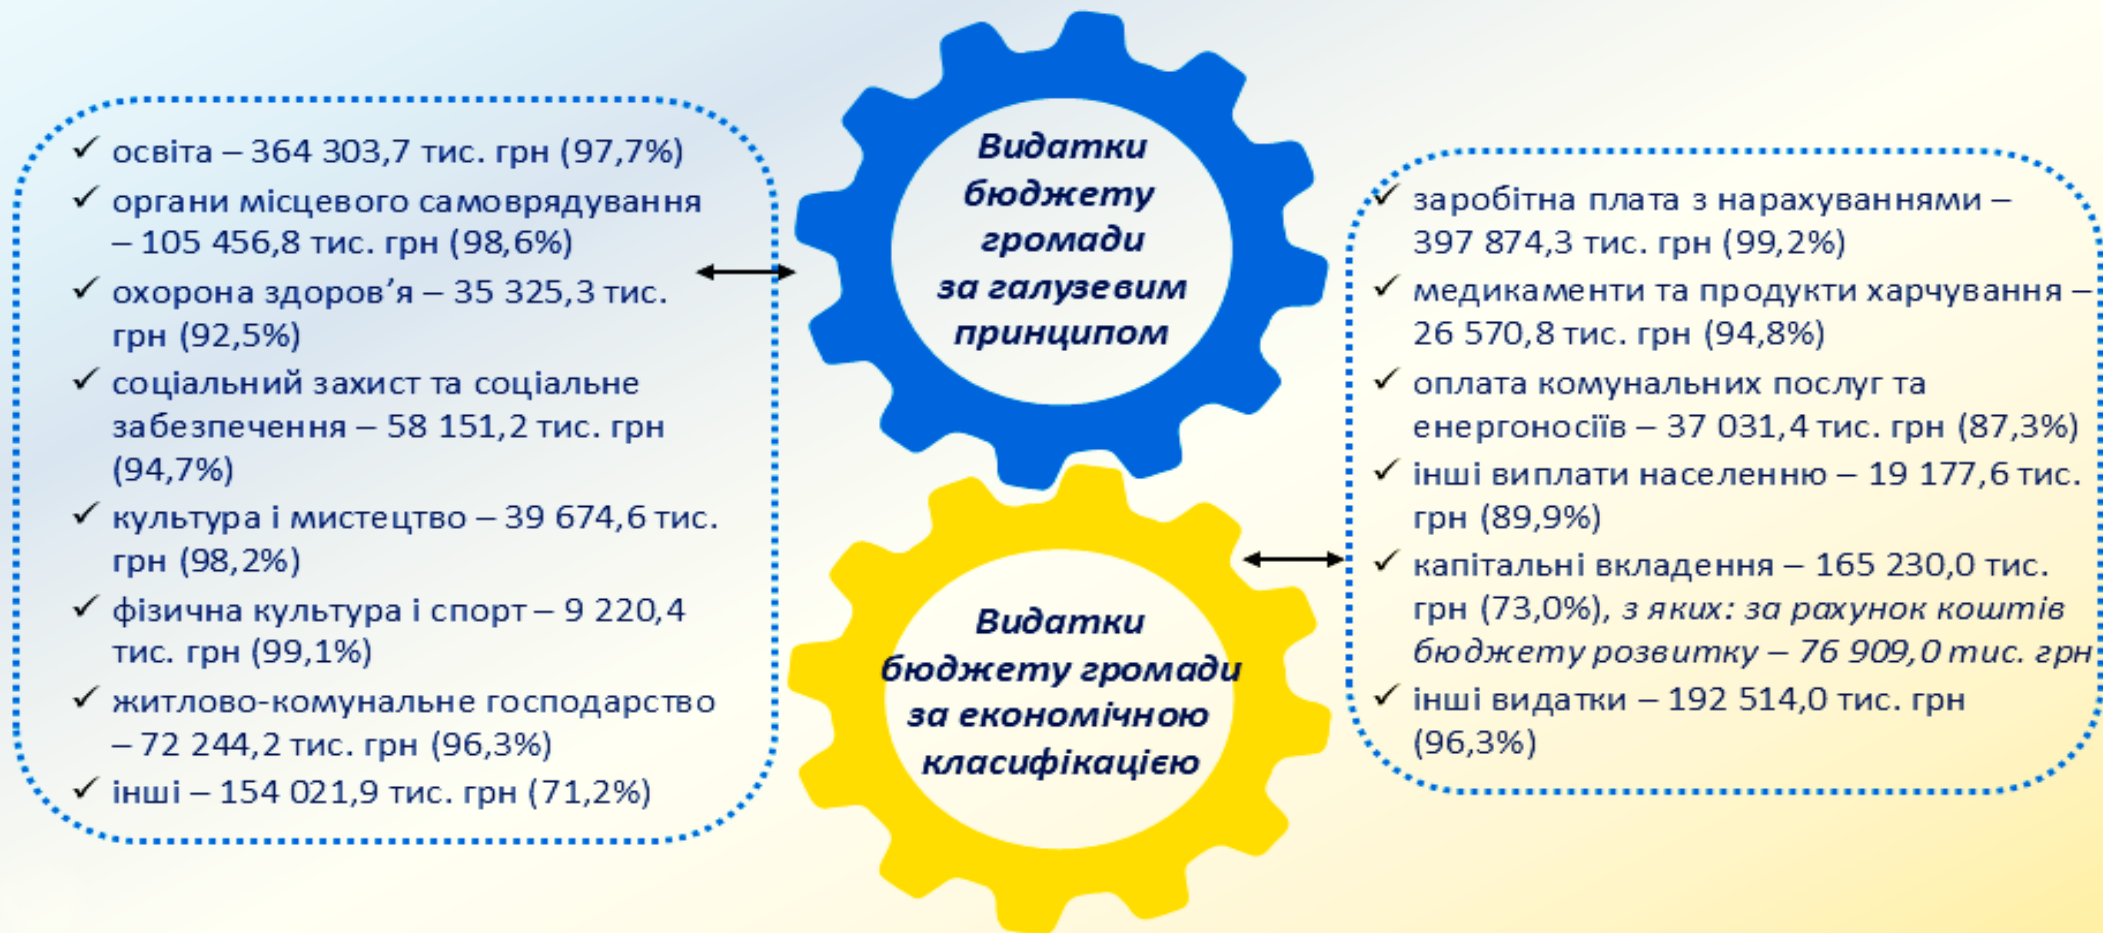 ✓ освіта – 364 303,7 тис. грн (97,7%)
✓ органи місцевого самоврядування
– 105 456,8 тис. грн (98,6%)
✓ охорона здоров’я – 35 325,3 тис.
грн (92,5%)
✓ соціальний захист та соціальне
забезпечення – 58 151,2 тис. грн
(94,7%)
✓ культура і мистецтво – 39 674,6 тис.
грн (98,2%)
✓ фізична культура і спорт – 9 220,4
тис. грн (99,1%)
✓ житлово-комунальне господарство
– 72 244,2 тис. грн (96,3%)
✓ інші – 154 021,9 тис. грн (71,2%)
Видатки
бюджету
громади
за галузевим
принципом
Видатки
бюджету громади
за економічною
класифікацією
✓ заробітна плата з нарахуваннями –
397 874,3 тис. грн (99,2%)
✓ медикаменти та продукти харчування –
26 570,8 тис. грн (94,8%)
✓ оплата комунальних послуг та
енергоносіїв – 37 031,4 тис. грн (87,3%)
✓ інші виплати населенню – 19 177,6 тис.
грн (89,9%)
✓ капітальні вкладення – 165 230,0 тис.
грн (73,0%), з яких: за рахунок коштів
бюджету розвитку – 76 909,0 тис. грн
✓ інші видатки – 192 514,0 тис. грн
(96,3%)